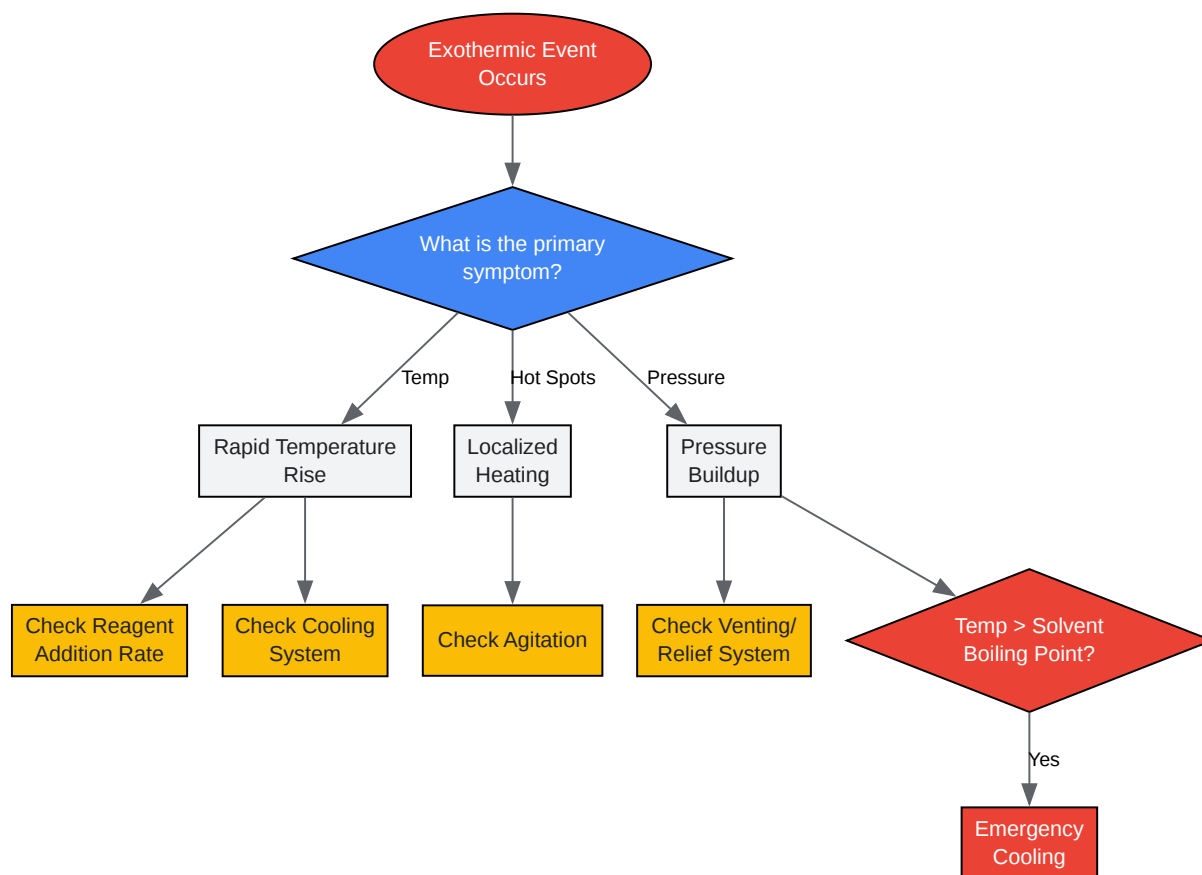 Exothermic Event
Occurs
What is the primary
symptom?
Temp
Hot Spots
Pressure
Rapid Temperature
Rise
Localized
Heating
Pressure
Buildup
Check Reagent
Addition Rate
Check Cooling
System
Check Agitation
Check Venting/
Relief System
Temp > Solvent
Boiling Point?
Yes
Emergency
Cooling